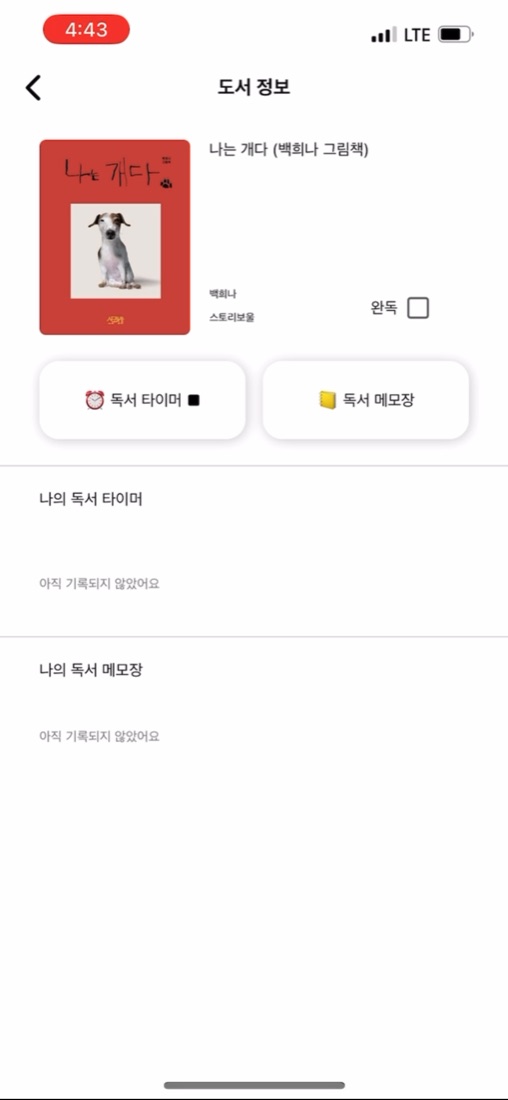 4:43
LTE
도서 정보
나는 개다
나는 개다 (백희나 그림책)
백희나
스토리보울
완독
독서 타이머
독서 메모장
나의 독서 타이머
아직 기록되지 않았어요
나의 독서 메모장
아직 기록되지 않았어요